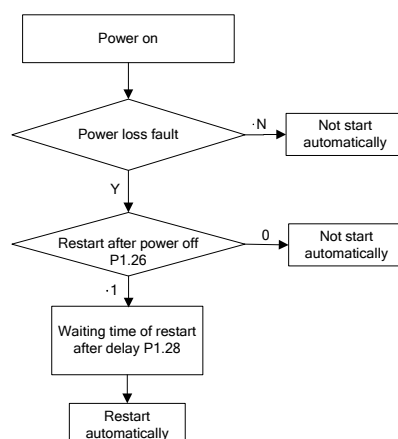 Power on
Power loss fault
·N
Not start
automatically
Y
Restart after power off
P1.26
0
Not start
automatically
·1
Waiting time of restart
after delay P1.28
Restart
automatically